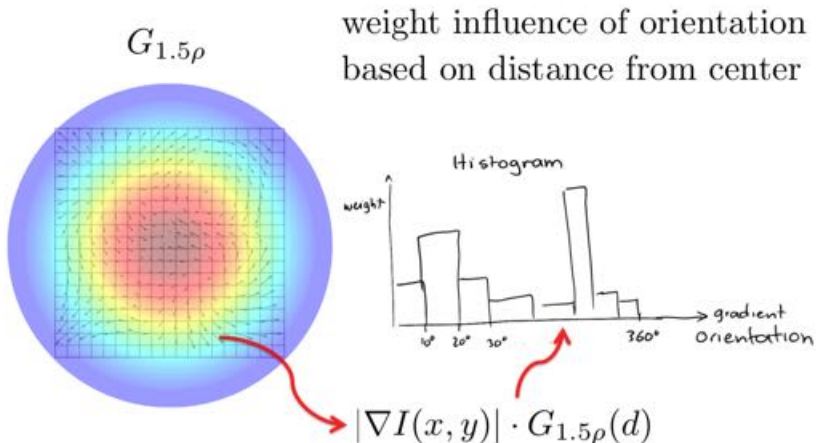 G_{1.5ρ}
weight influence of orientation
based on distance from center
Histogram
weight
10° 20° 30° 360°
gradient
orientation
|∇I(x, y)| · G_{1.5ρ}(d)